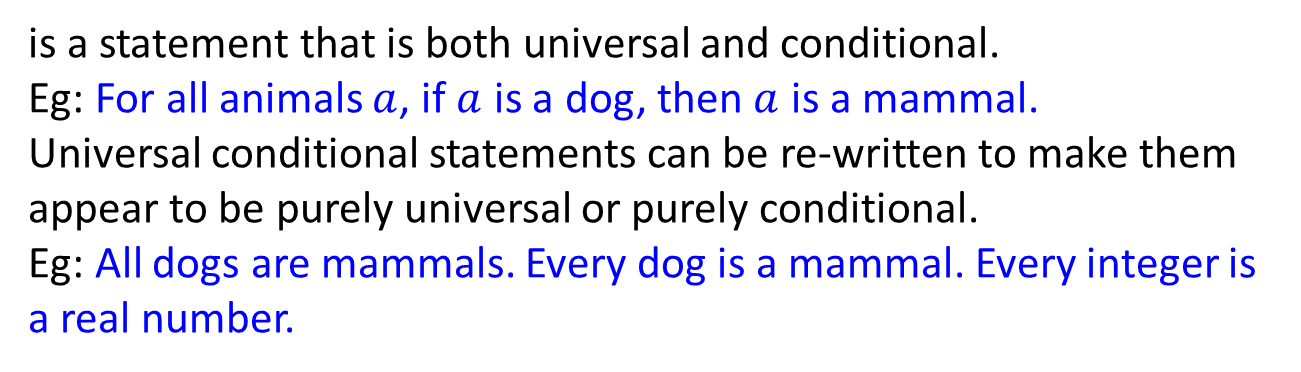 is a statement that is both universal and conditional.
Eg: For all animals a, if a is a dog, then a is a mammal.
Universal conditional statements can be re-written to make them
appear to be purely universal or purely conditional.
Eg: All dogs are mammals. Every dog is a mammal. Every integer is
a real number.